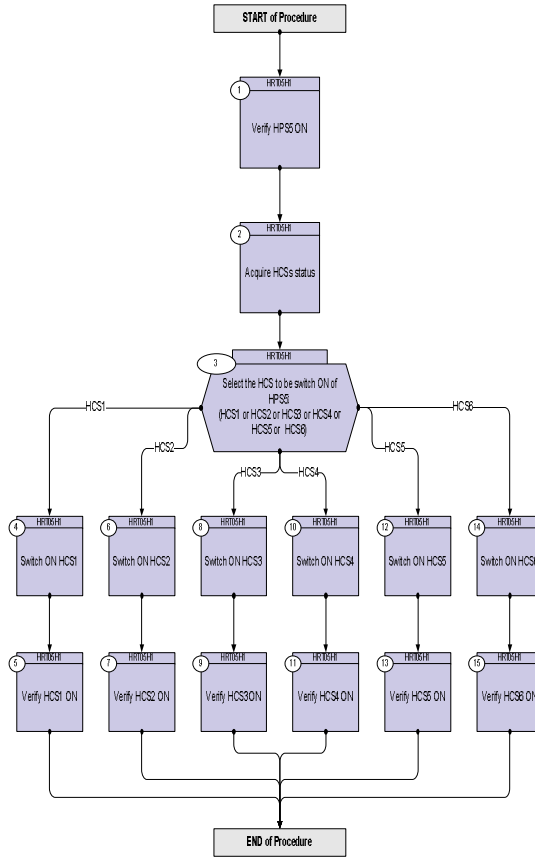 START of Procedure
HRT05H1
1
Verify HPS5 ON
HRT05H1
2
Acquire HCSs status
HRT05H1
3
Select the HCS to be switch ON of
HPS5:
(HCS1 or HCS2 or HCS3 or HCS4 or
HCS5 or HCS6)
HCS1
HCS2
HCS3
HCS4
HCS5
HCS6
HRT05H1
4
Switch ON HCS1
HRT05H1
6
Switch ON HCS2
HRT05H1
8
Switch ON HCS3
HRT05H1
10
Switch ON HCS4
HRT05H1
12
Switch ON HCS5
HRT05H1
14
Switch ON HCS6
HRT05H1
5
Verify HCS1 ON
HRT05H1
7
Verify HCS2 ON
HRT05H1
9
Verify HCS3 ON
HRT05H1
11
Verify HCS4 ON
HRT05H1
13
Verify HCS5 ON
HRT05H1
15
Verify HCS6 ON
END of Procedure